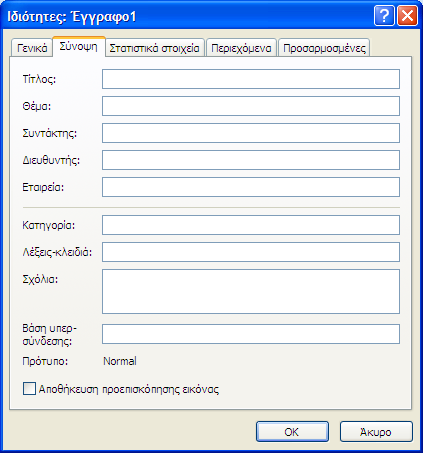 Ιδιότητες: Έγγραφο1
Γενικά Σύνοψη Στατιστικά στοιχεία Περιεχόμενα Προσαρμοσμένες
Τίτλος:
Θέμα:
Συντάκτης:
Διευθυντής:
Εταιρεία:
Κατηγορία:
Λέξεις-κλειδιά:
Σχόλια:
Βάση υπερ-
σύνδεσης:
Πρότυπο: Normal
Αποθήκευση προεπισκόπησης εικόνας
OK Άκυρο